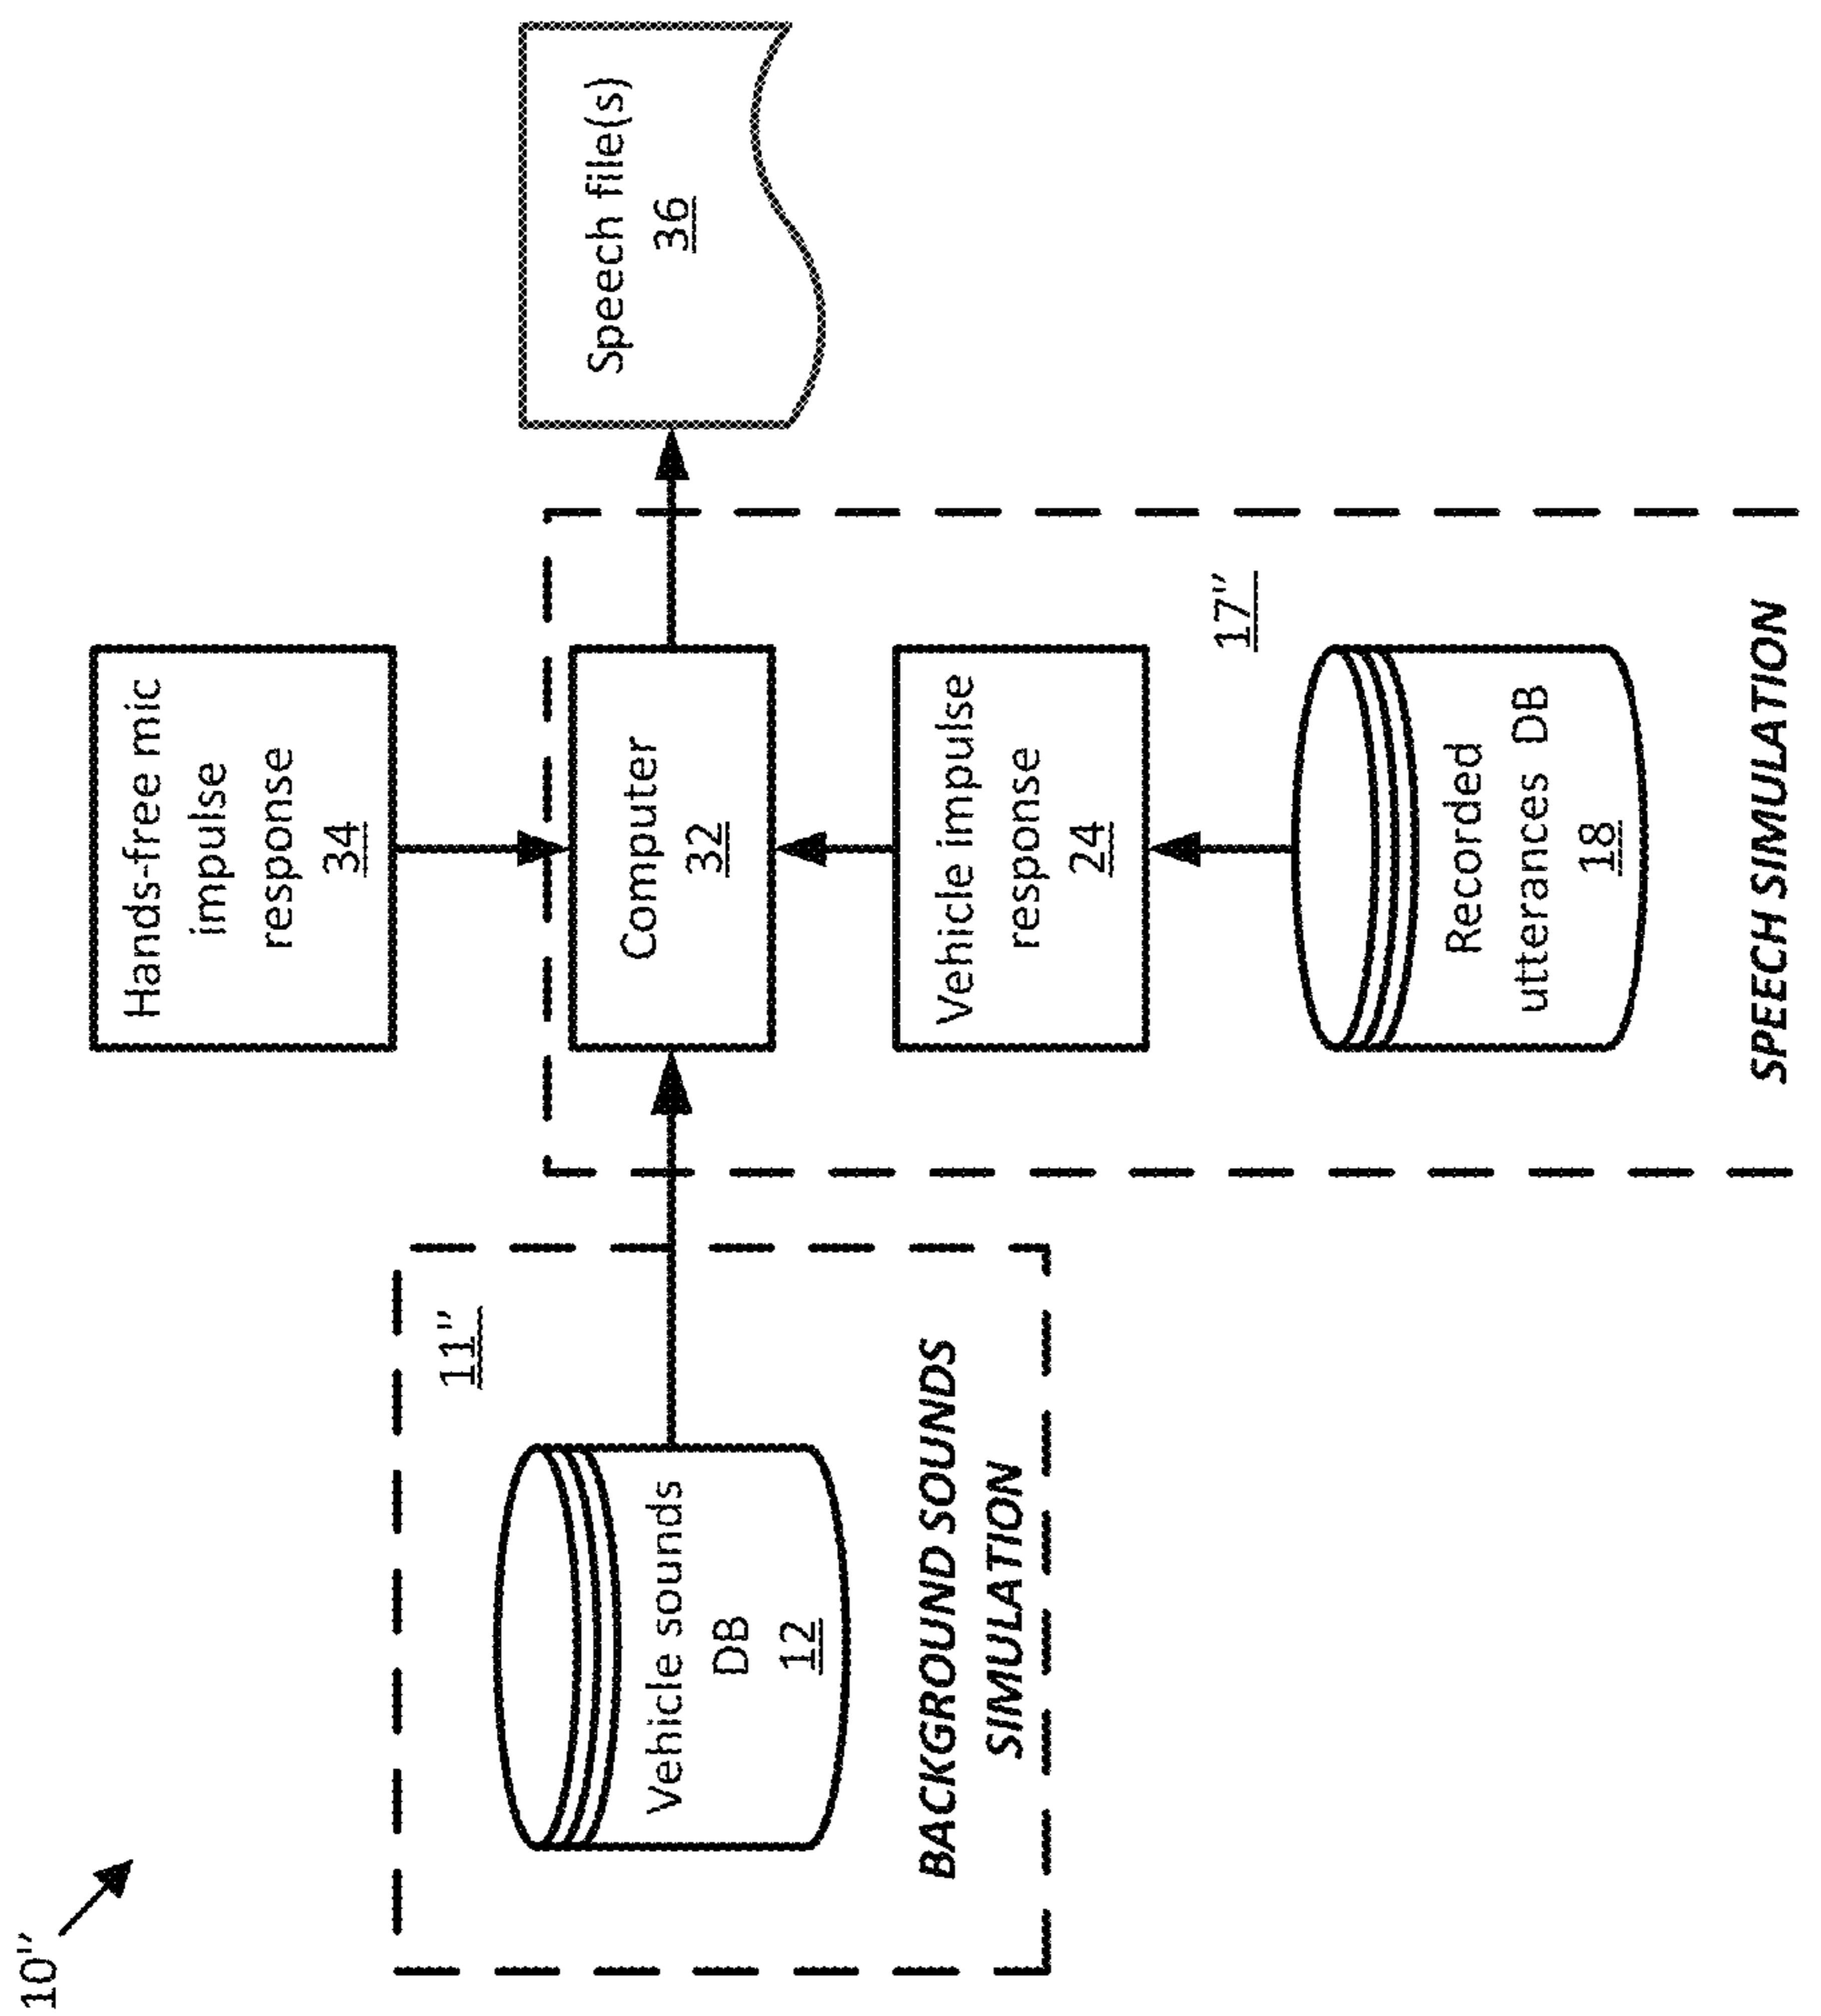 10''
Hands-free mic
impulse
response
34
11''
Vehicle sounds
DB
12
BACKGROUND SOUNDS
SIMULATION
Computer
32
Speech file(s)
36
Vehicle impulse
response
24
17''
Recorded
utterances DB
18
SPEECH SIMULATION